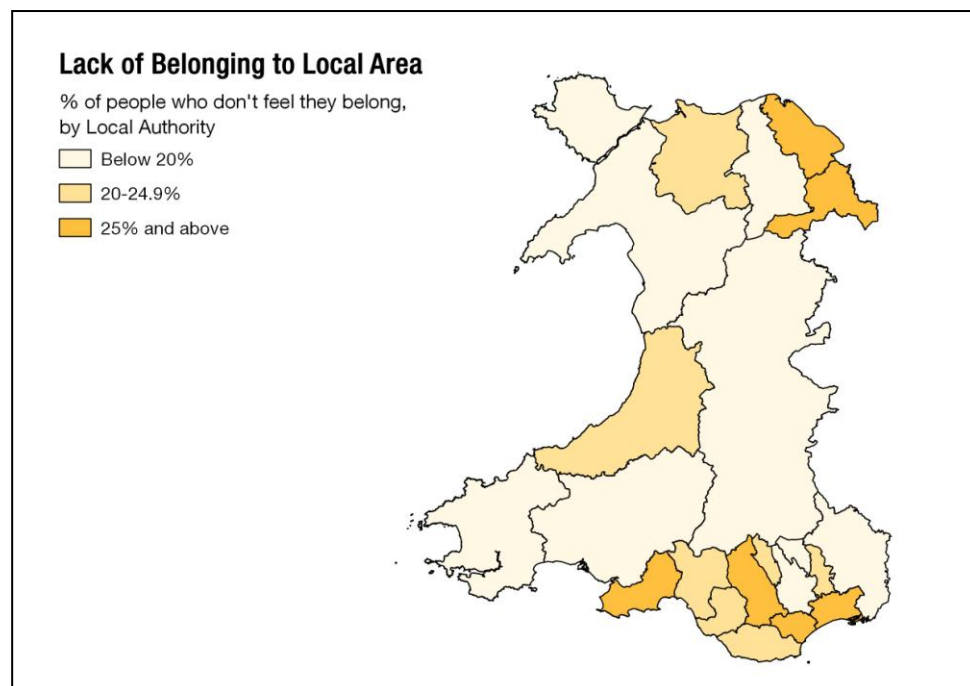 Lack of Belonging to Local Area
% of people who don't feel they belong,
by Local Authority
Below 20%
20-24.9%
25% and above